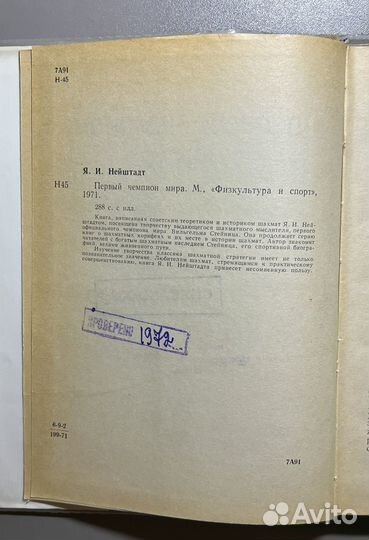 7А91
Н-45
Я. И. Нейштадт
Н45 Первый чемпион мира. М., «Физкультура и спорт»,
1971.
288 с. с илл.
Книга, написанная советским теоретиком и историком шахмат Я. И. Ней-
штадтом, посвящена творчеству выдающегося шахматного мыслителя, первого
официального чемпиона мира Вильгельма Стейница. Она продолжает серию
книг о шахматных корифеях и их месте в истории шахмат. Автор знакомит
читателей с богатым шахматным наследием Стейница, его спортивной биогра-
фией, вехами жизненного пути.
Изучение творчества классика шахматной стратегии имеет не только
познавательное значение. Любителям шахмат, стремящимся к практическому
совершенствованию, книга Я. И. Нейштадта принесет несомненную пользу.
ПРОВЕРЕНО 1972
6-9-2
199-71
7А91
Avito